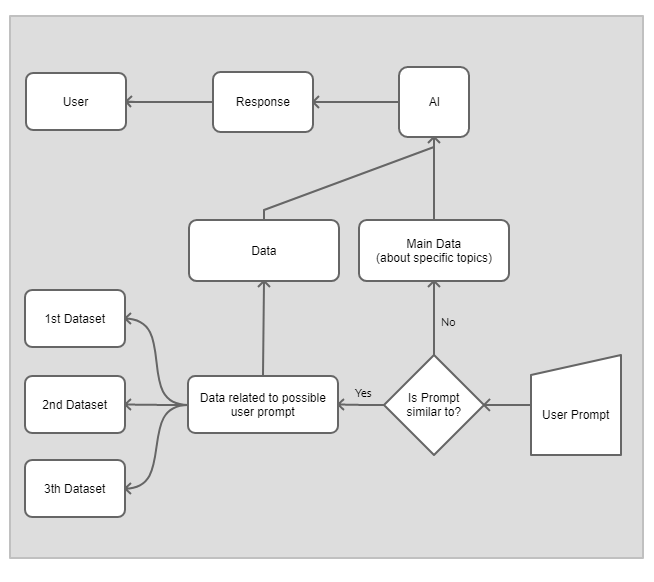 User
Response
AI
Data
Main Data
(about specific topics)
No
1st Dataset
2nd Dataset
3th Dataset
Data related to possible
user prompt
Yes
Is Prompt
similar to?
User Prompt